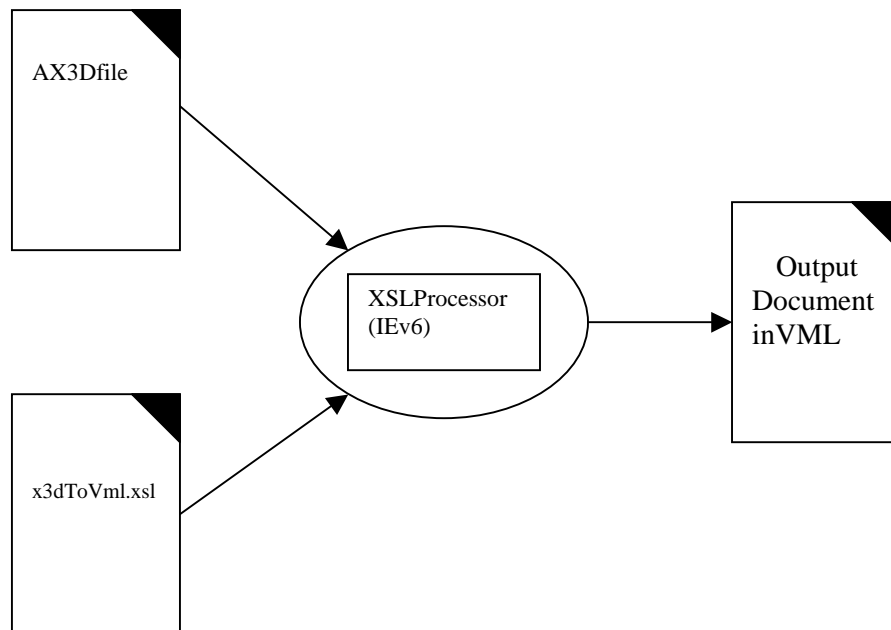 AX3Dfile
XSLProcessor
(IEv6)
Output
Document
inVML
x3dToVml.xsl